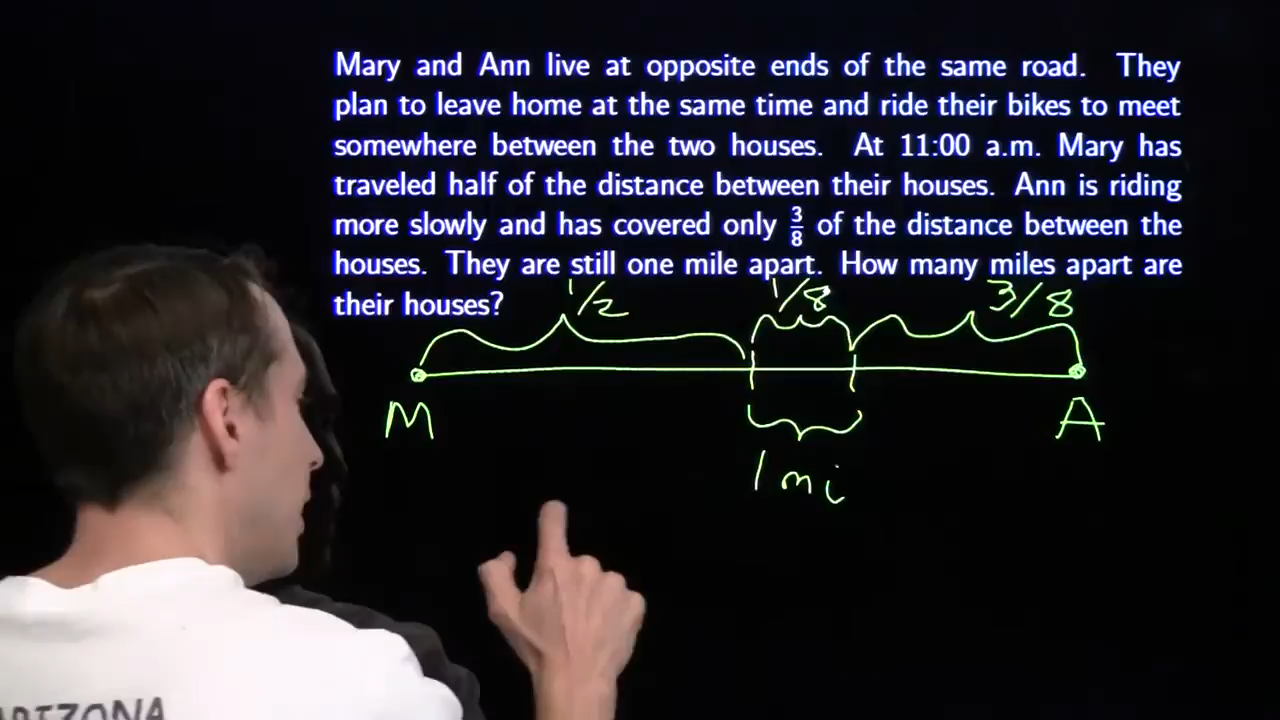 Mary and Ann live at opposite ends of the same road. They
plan to leave home at the same time and ride their bikes to meet
somewhere between the two houses. At 11:00 a.m. Mary has
traveled half of the distance between their houses. Ann is riding
more slowly and has covered only 3/8 of the distance between the
houses. They are still one mile apart. How many miles apart are
their houses?
1/2 1/8 3/8
M A
1 mi
ARIZONA